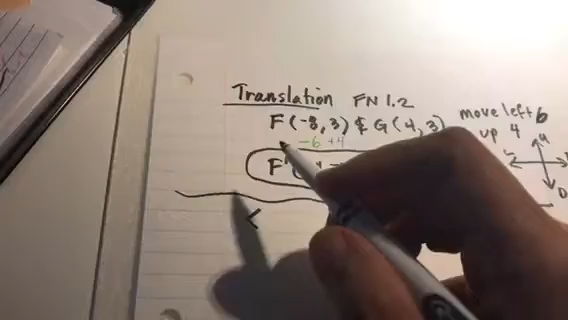 Translation FN 1.2
F(-8,3) & G(4,3) move left 6
-6 +4 up 4
F'
<